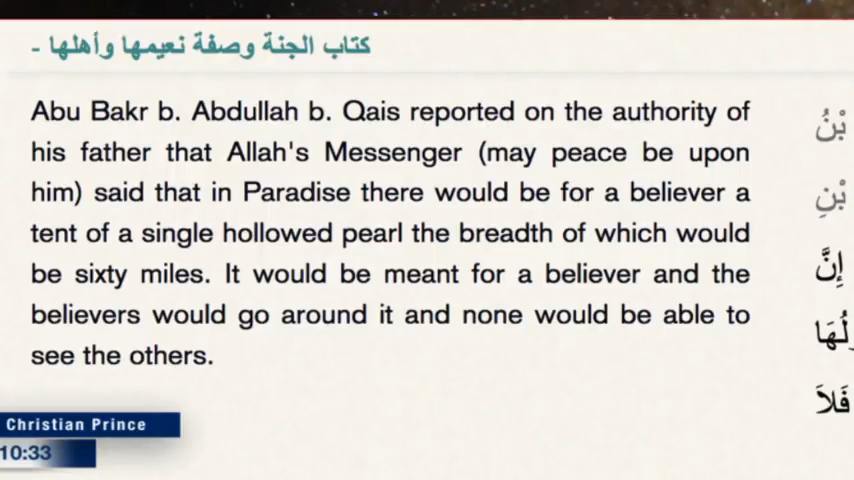 كتاب الجنة وصفة نعيمها وأهلها -
Abu Bakr b. Abdullah b. Qais reported on the authority of
his father that Allah's Messenger (may peace be upon
him) said that in Paradise there would be for a believer a
tent of a single hollowed pearl the breadth of which would
be sixty miles. It would be meant for a believer and the
believers would go around it and none would be able to
see the others.
بْنُ
بْنِ
إِنَّ
فَلاَ
Christian Prince
10:33